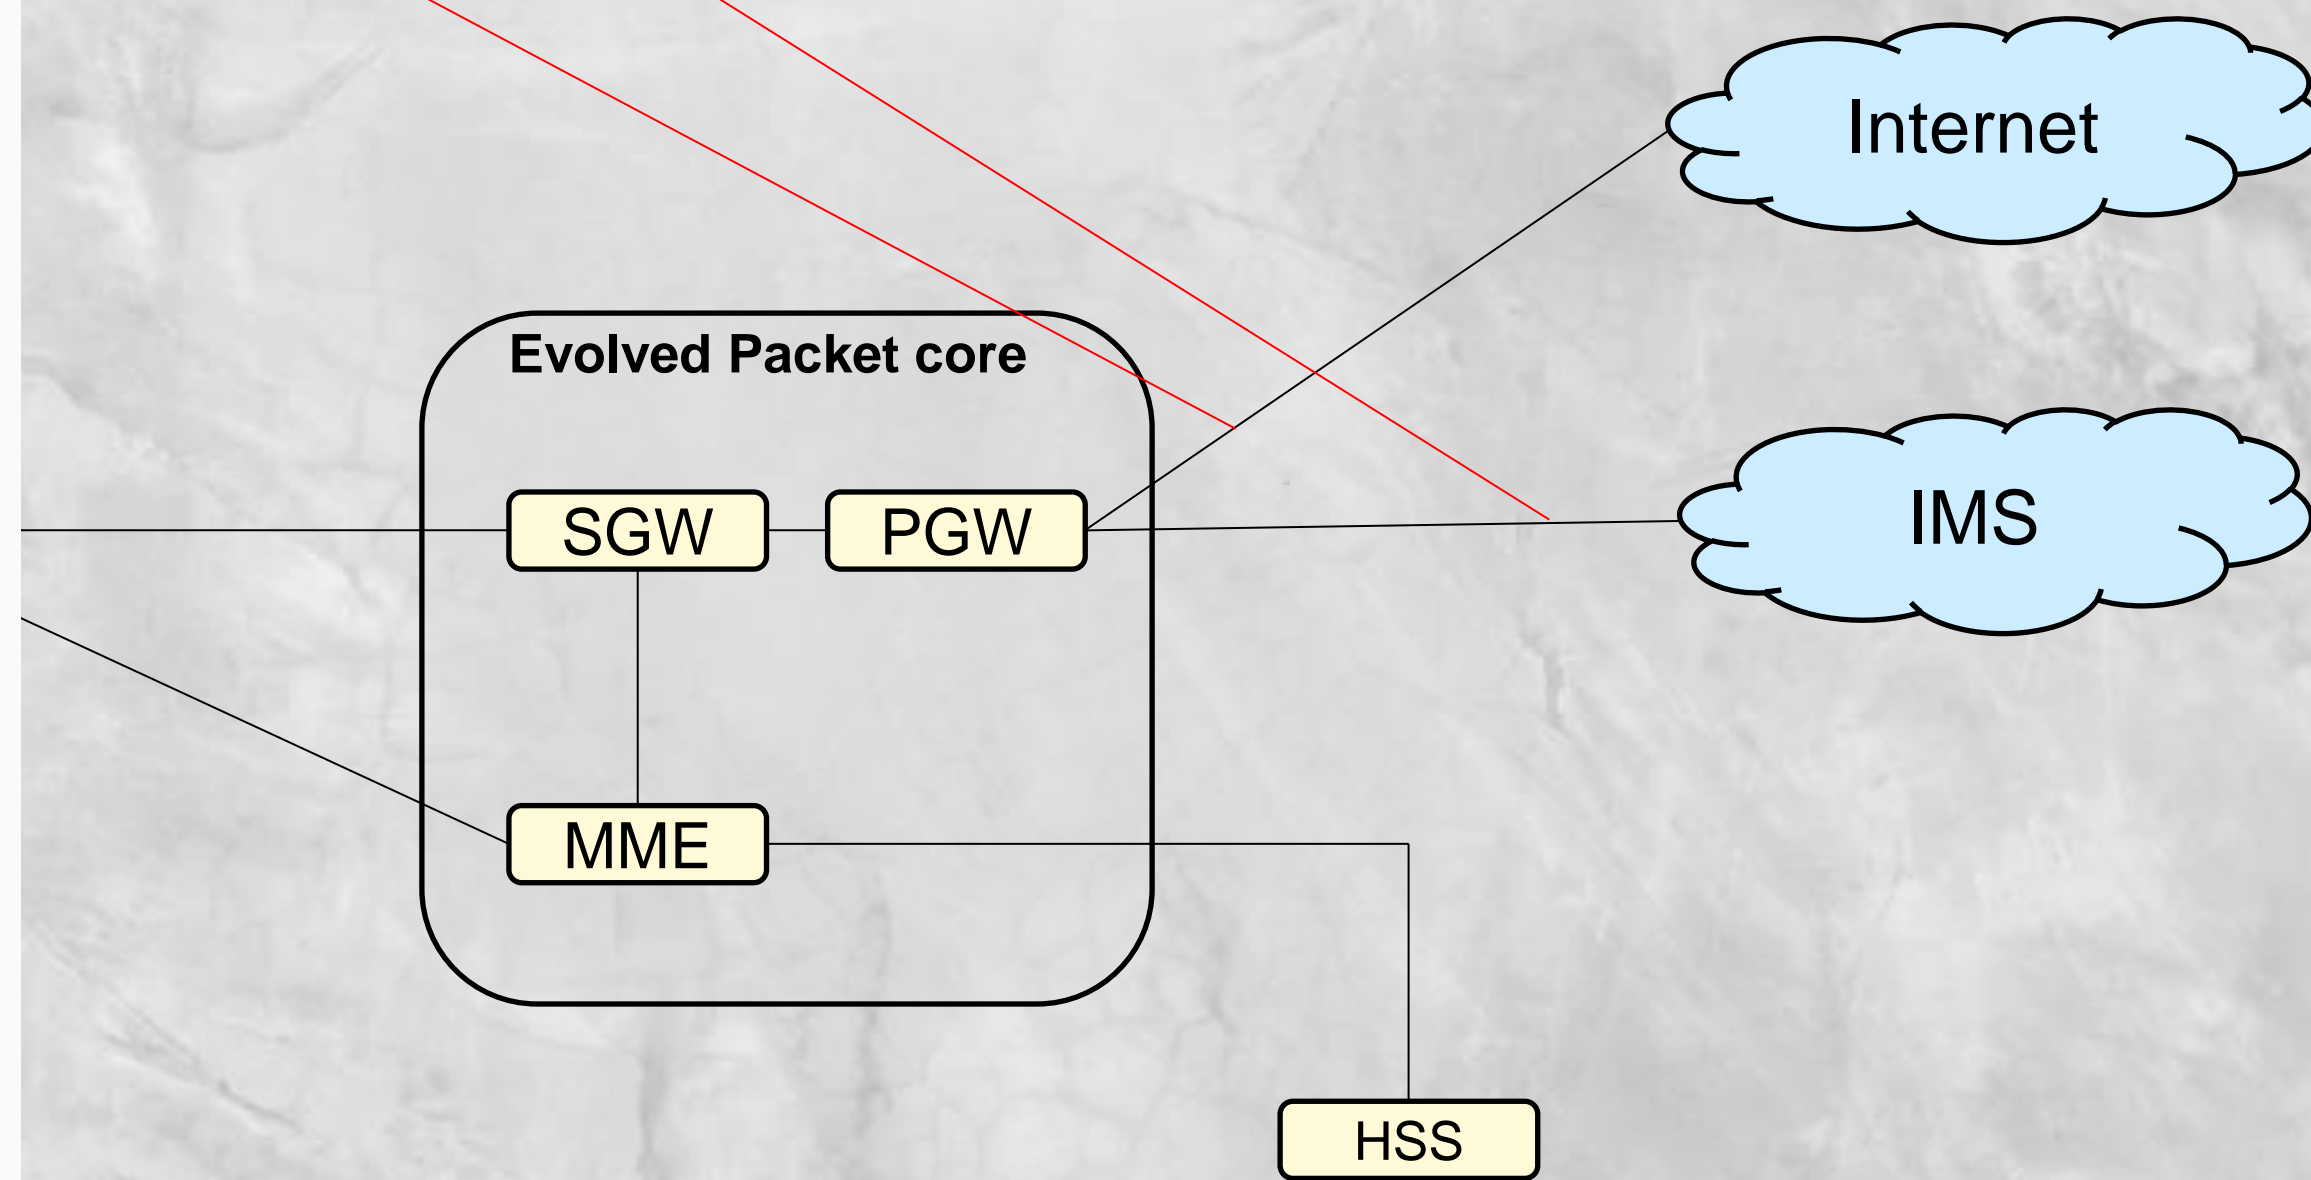 Internet
Evolved Packet core
SGW
PGW
IMS
MME
HSS